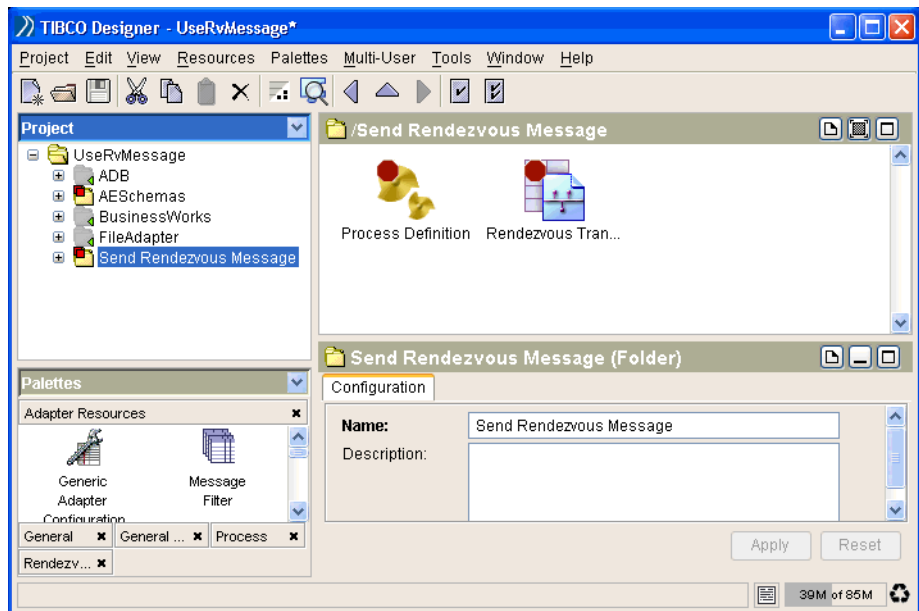 TIBCO Designer - UseRvMessage*
Project Edit View Resources Palettes Multi-User Tools Window Help
Project
UseRvMessage
ADB
AESchemas
BusinessWorks
FileAdapter
Send Rendezvous Message
/Send Rendezvous Message
Process Definition Rendezvous Tran...
Send Rendezvous Message (Folder)
Configuration
Name: Send Rendezvous Message
Description:
Apply Reset
Palettes
Adapter Resources
Generic Adapter Configuration
Message Filter
General General ... Process
Rendezv...
39M of 85M